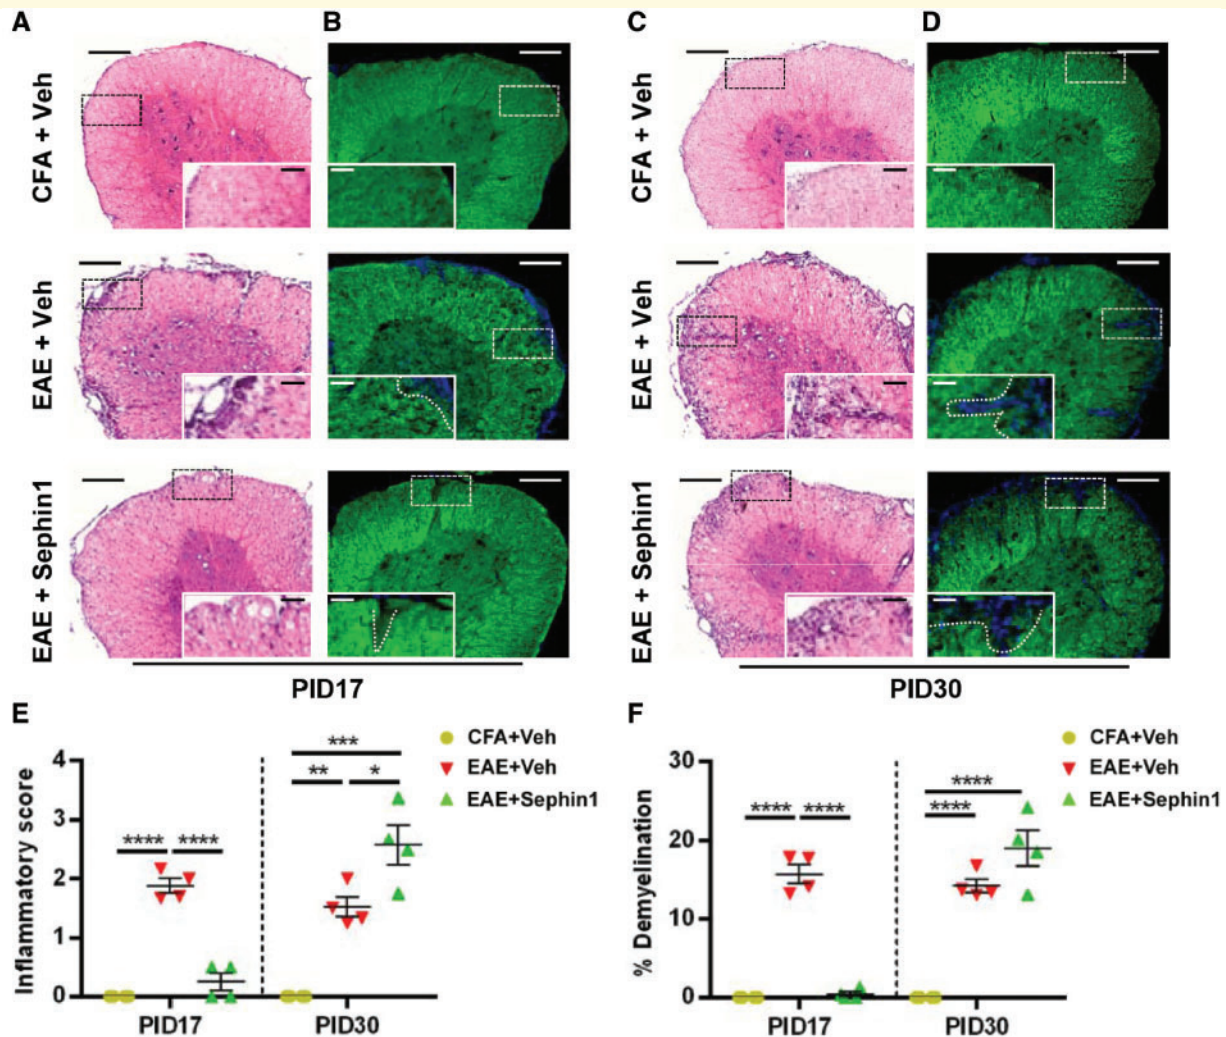 A
B
C
D
CFA + Veh
CFA + Veh
EAE + Veh
EAE + Veh
EAE + Sephin1
EAE + Sephin1
PID17
PID30
E
Inflammatory score
4
3
2
1
0
****
****
***
**
*
PID17
PID30
CFA+Veh
EAE+Veh
EAE+Sephin1
F
% Demyelination
30
20
10
0
****
****
****
****
PID17
PID30
CFA+Veh
EAE+Veh
EAE+Sephin1